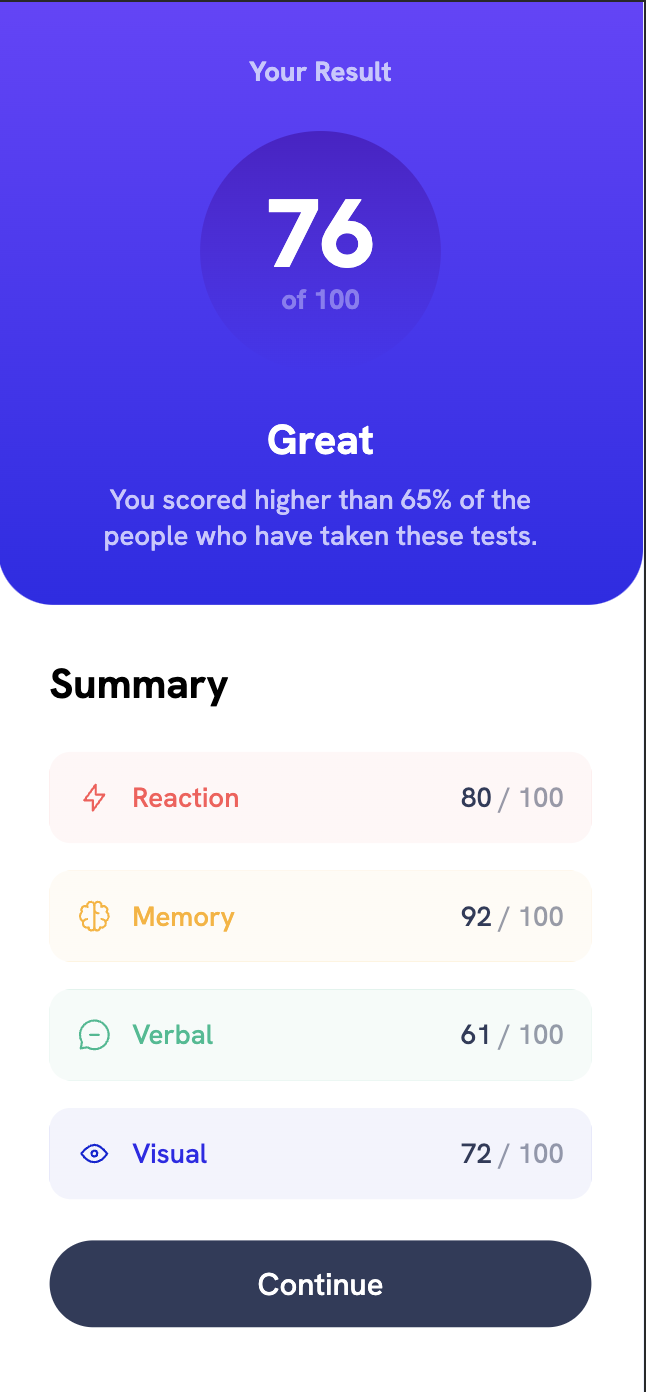 Your Result
76
of 100
Great
You scored higher than 65% of the
people who have taken these tests.
Summary
Reaction 80 / 100
Memory 92 / 100
Verbal 61 / 100
Visual 72 / 100
Continue